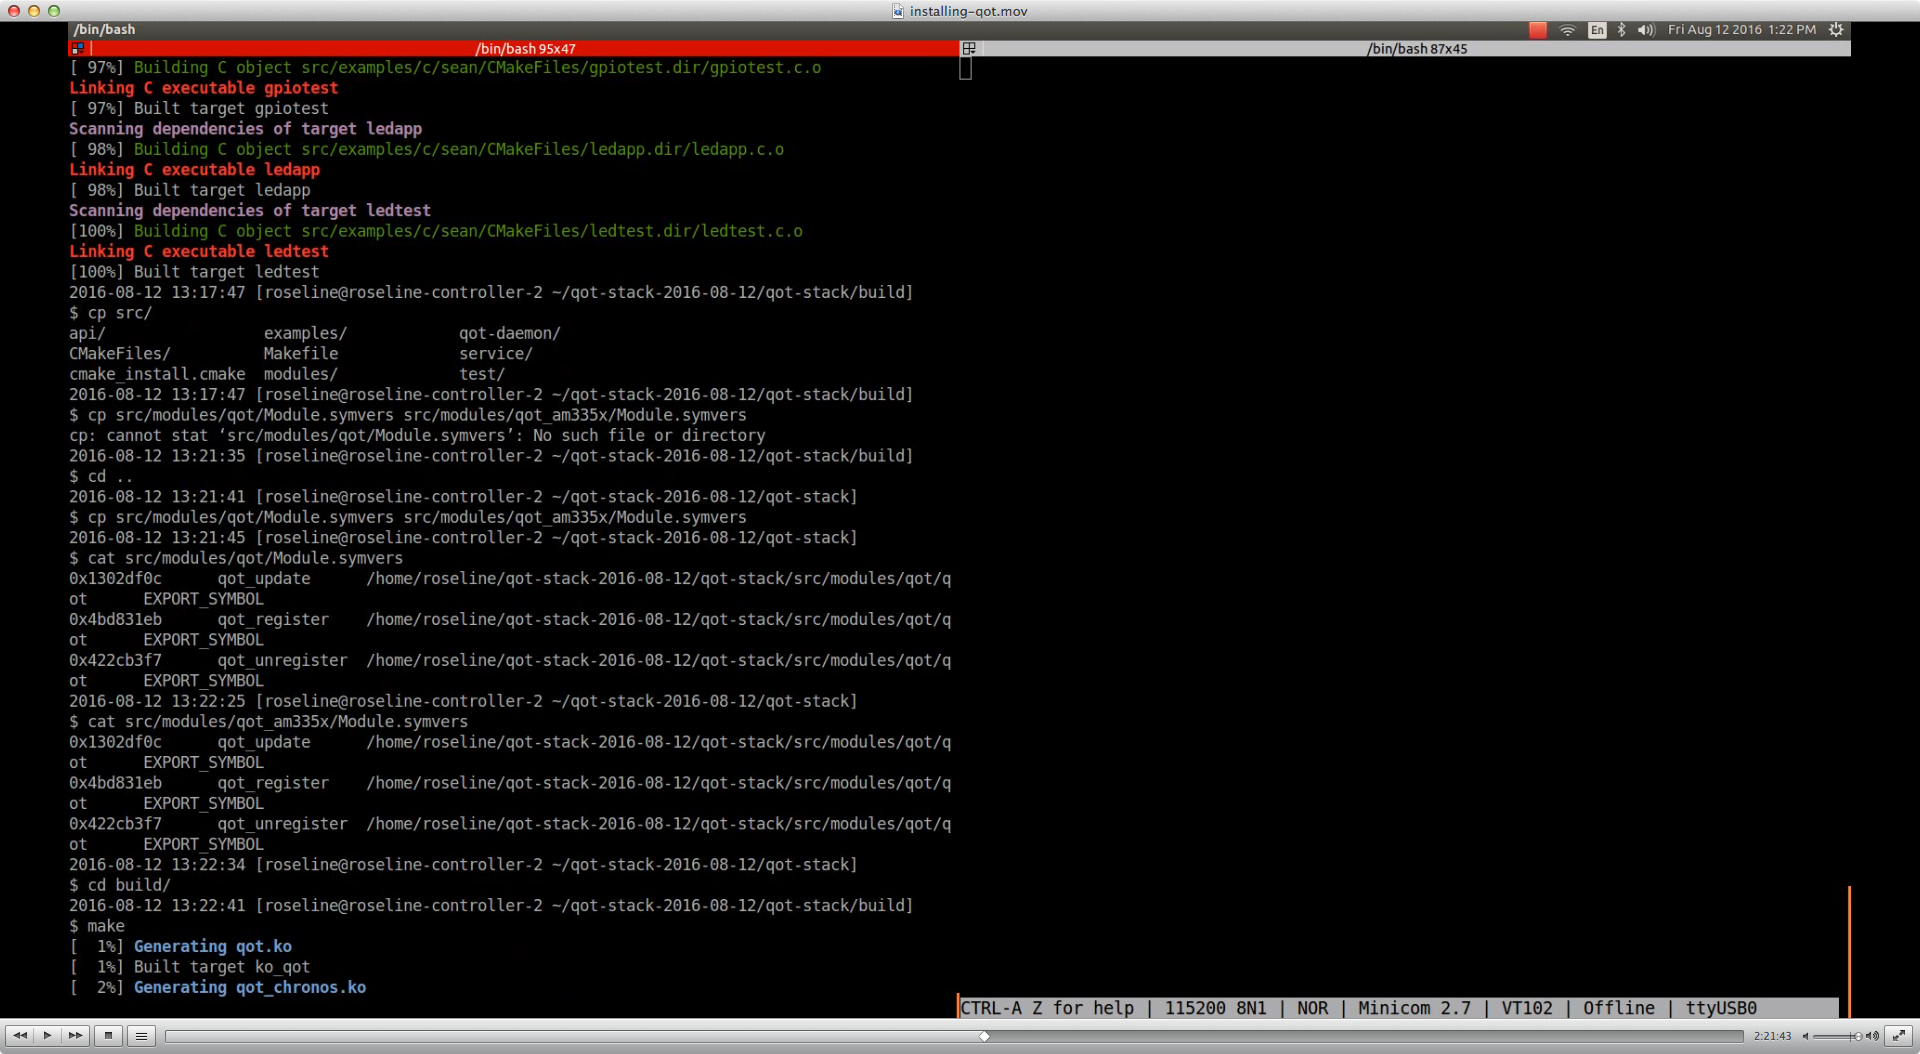 installing-qot.mov
/bin/bash
En
Fri Aug 12 2016 1:22 PM
/bin/bash 95x47
/bin/bash 87x45
[ 97%] Building C object src/examples/c/sean/CMakeFiles/gpiotest.dir/gpiotest.c.o
Linking C executable gpiotest
[ 97%] Built target gpiotest
Scanning dependencies of target ledapp
[ 98%] Building C object src/examples/c/sean/CMakeFiles/ledapp.dir/ledapp.c.o
Linking C executable ledapp
[ 98%] Built target ledapp
Scanning dependencies of target ledtest
[100%] Building C object src/examples/c/sean/CMakeFiles/ledtest.dir/ledtest.c.o
Linking C executable ledtest
[100%] Built target ledtest
2016-08-12 13:17:47 [roseline@roseline-controller-2 ~/qot-stack-2016-08-12/qot-stack/build]
$ cp src/
api/ examples/ qot-daemon/
CMakeFiles/ Makefile service/
cmake_install.cmake modules/ test/
2016-08-12 13:17:47 [roseline@roseline-controller-2 ~/qot-stack-2016-08-12/qot-stack/build]
$ cp src/modules/qot/Module.symvers src/modules/qot_am335x/Module.symvers
cp: cannot stat ‘src/modules/qot/Module.symvers’: No such file or directory
2016-08-12 13:21:35 [roseline@roseline-controller-2 ~/qot-stack-2016-08-12/qot-stack/build]
$ cd ..
2016-08-12 13:21:41 [roseline@roseline-controller-2 ~/qot-stack-2016-08-12/qot-stack]
$ cp src/modules/qot/Module.symvers src/modules/qot_am335x/Module.symvers
2016-08-12 13:21:45 [roseline@roseline-controller-2 ~/qot-stack-2016-08-12/qot-stack]
$ cat src/modules/qot/Module.symvers
0x1302df0c qot_update /home/roseline/qot-stack-2016-08-12/qot-stack/src/modules/qot/q
ot EXPORT_SYMBOL
0x4bd831eb qot_register /home/roseline/qot-stack-2016-08-12/qot-stack/src/modules/qot/q
ot EXPORT_SYMBOL
0x422cb3f7 qot_unregister /home/roseline/qot-stack-2016-08-12/qot-stack/src/modules/qot/q
ot EXPORT_SYMBOL
2016-08-12 13:22:25 [roseline@roseline-controller-2 ~/qot-stack-2016-08-12/qot-stack]
$ cat src/modules/qot_am335x/Module.symvers
0x1302df0c qot_update /home/roseline/qot-stack-2016-08-12/qot-stack/src/modules/qot/q
ot EXPORT_SYMBOL
0x4bd831eb qot_register /home/roseline/qot-stack-2016-08-12/qot-stack/src/modules/qot/q
ot EXPORT_SYMBOL
0x422cb3f7 qot_unregister /home/roseline/qot-stack-2016-08-12/qot-stack/src/modules/qot/q
ot EXPORT_SYMBOL
2016-08-12 13:22:34 [roseline@roseline-controller-2 ~/qot-stack-2016-08-12/qot-stack]
$ cd build/
2016-08-12 13:22:41 [roseline@roseline-controller-2 ~/qot-stack-2016-08-12/qot-stack/build]
$ make
[ 1%] Generating qot.ko
[ 1%] Built target ko_qot
[ 2%] Generating qot_chronos.ko
CTRL-A Z for help | 115200 8N1 | NOR | Minicom 2.7 | VT102 | Offline | ttyUSB0
2:21:43